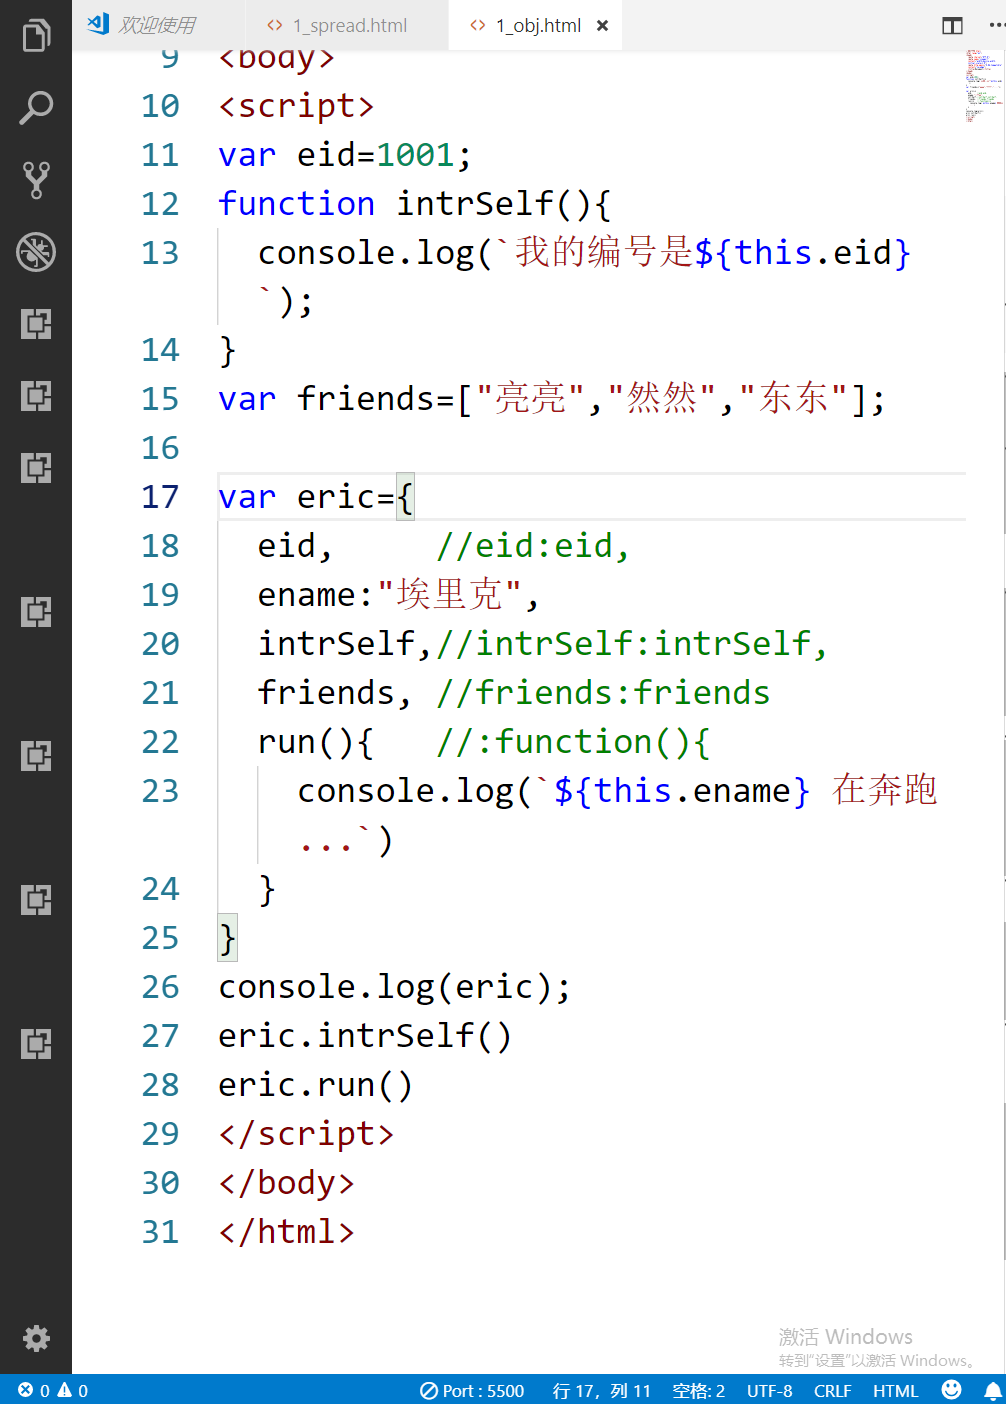 欢迎使用 <> 1_spread.html <> 1_obj.html ×
9 <body>
10 <script>
11 var eid=1001;
12 function intrSelf(){
13 console.log(`我的编号是${this.eid}
`);
14 }
15 var friends=["亮亮","然然","东东"];
16
17 var eric={
18 eid, //eid:eid,
19 ename:"埃里克",
20 intrSelf,//intrSelf:intrSelf,
21 friends, //friends:friends
22 run(){ //:function(){
23 console.log(`${this.ename} 在奔跑
...`)
24 }
25 }
26 console.log(eric);
27 eric.intrSelf()
28 eric.run()
29 </script>
30 </body>
31 </html>
激活 Windows
转到"设置"以激活 Windows。
0 0 Port : 5500 行 17，列 11 空格: 2 UTF-8 CRLF HTML